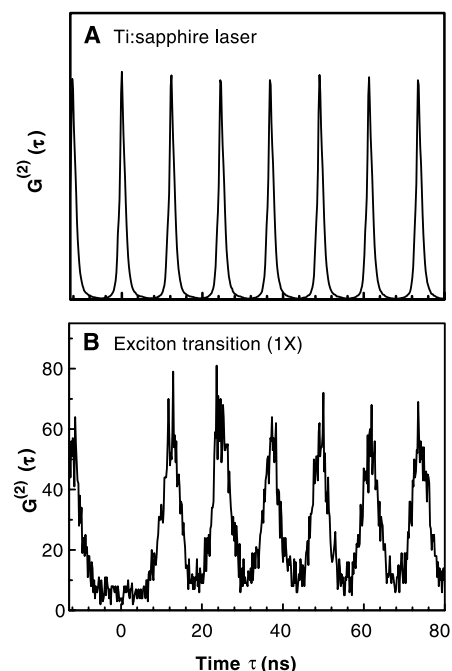 A Ti:sapphire laser
G(2) (τ)
B Exciton transition (1X)
80
60
40
20
0
G(2) (τ)
0 20 40 60 80
Time τ (ns)